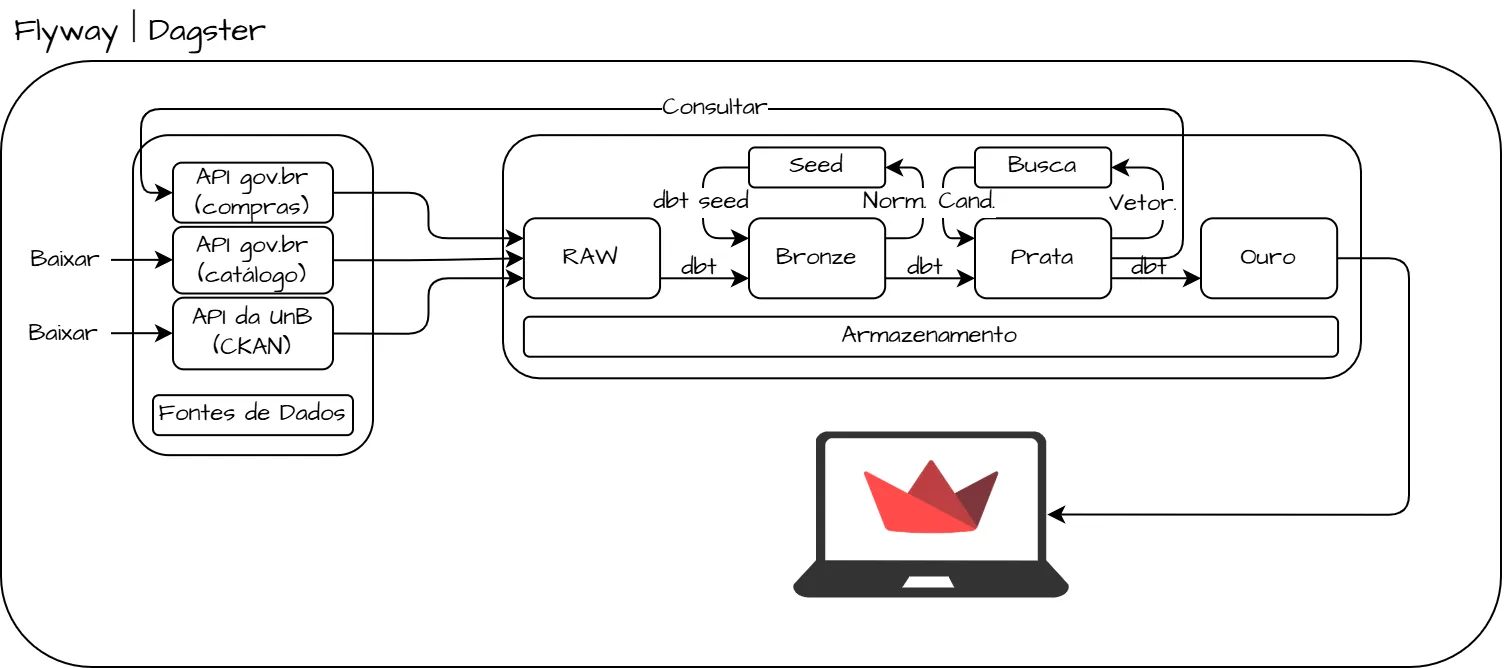 Flyway | Dagster
Consultar
API gov.br
(compras)
Baixar
API gov.br
(catálogo)
Baixar
API da UnB
(CKAN)
Fontes de Dados
Seed
Busca
dbt seed
Norm.
Cand.
Vetor.
RAW
dbt
Bronze
dbt
Prata
dbt
Ouro
Armazenamento